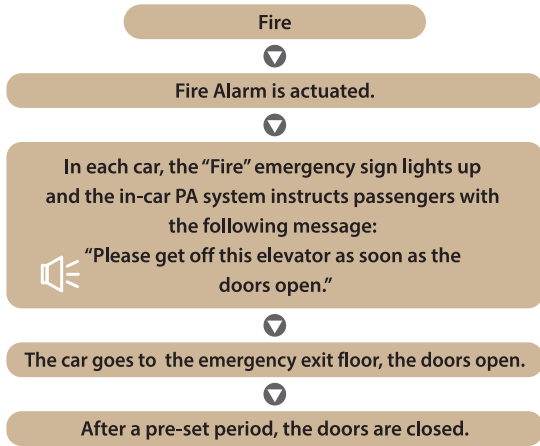 Fire
Fire Alarm is actuated.
In each car, the “Fire” emergency sign lights up
and the in-car PA system instructs passengers with
the following message:
“Please get off this elevator as soon as the
doors open.”
The car goes to the emergency exit floor, the doors open.
After a pre-set period, the doors are closed.